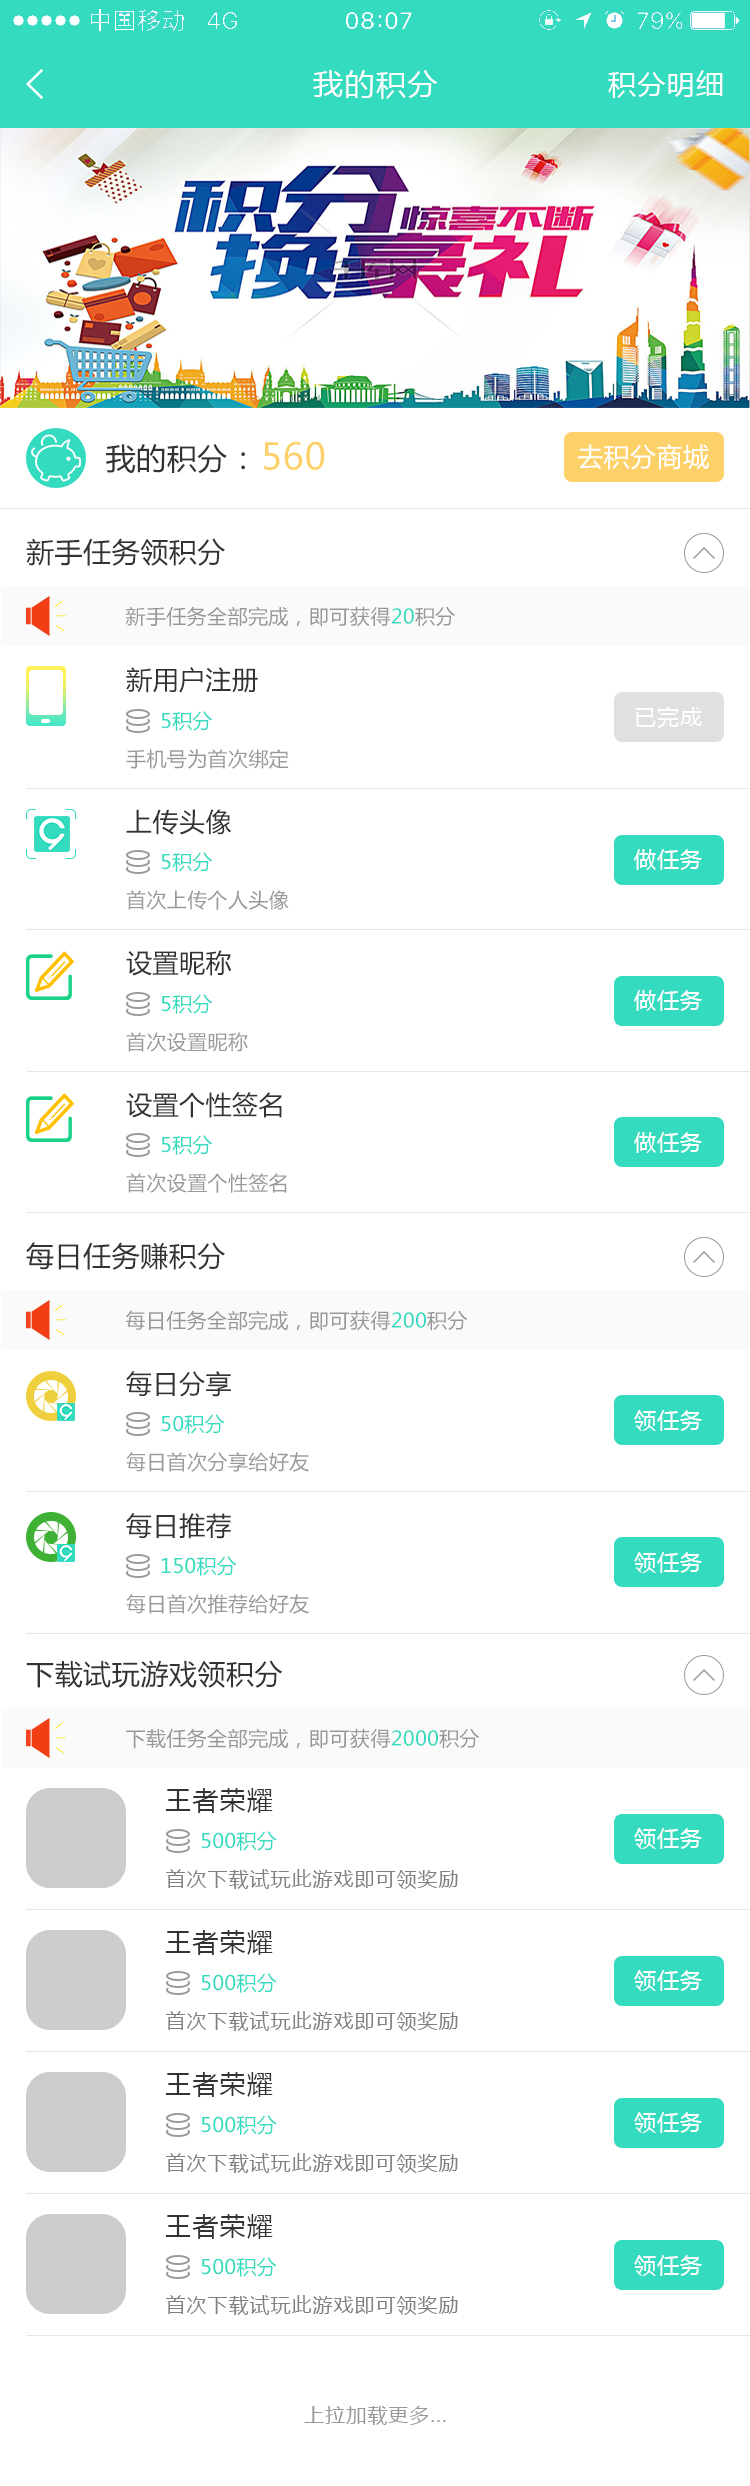 中国移动 4G 08:07 79%
我的积分 积分明细
积分 惊喜不断
换豪礼
我的积分：560 去积分商城
新手任务领积分
新手任务全部完成，即可获得20积分
新用户注册
5积分
已完成
手机号为首次绑定
上传头像
5积分
做任务
首次上传个人头像
设置昵称
5积分
做任务
首次设置昵称
设置个性签名
5积分
做任务
首次设置个性签名
每日任务赚积分
每日任务全部完成，即可获得200积分
每日分享
50积分
领任务
每日首次分享给好友
每日推荐
150积分
领任务
每日首次推荐给好友
下载试玩游戏领积分
下载任务全部完成，即可获得2000积分
王者荣耀
500积分
领任务
首次下载试玩此游戏即可领奖励
王者荣耀
500积分
领任务
首次下载试玩此游戏即可领奖励
王者荣耀
500积分
领任务
首次下载试玩此游戏即可领奖励
王者荣耀
500积分
领任务
首次下载试玩此游戏即可领奖励
上拉加载更多...